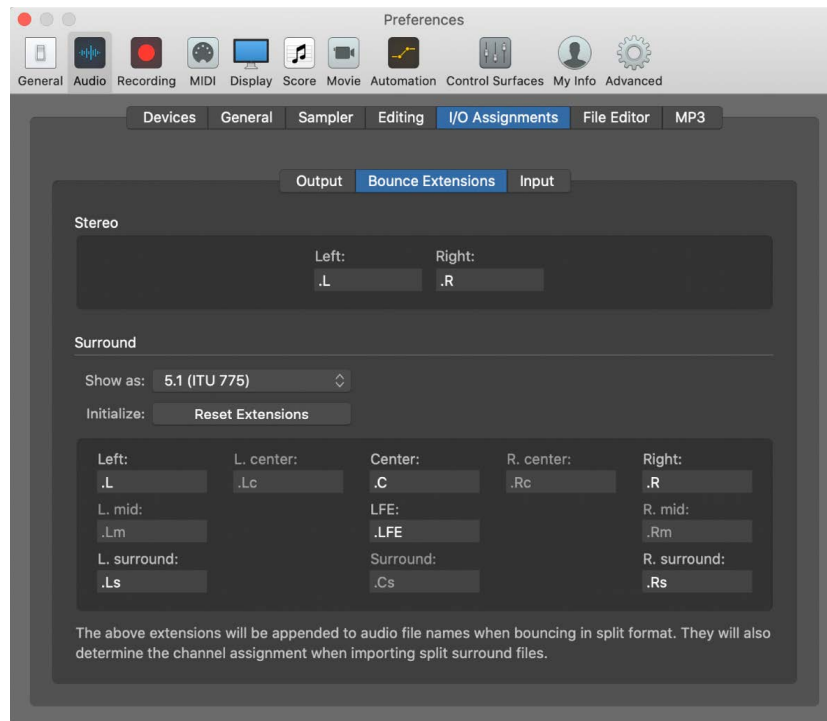 Preferences
General Audio Recording MIDI Display Score Movie Automation Control Surfaces My Info Advanced
Devices General Sampler Editing I/O Assignments File Editor MP3
Output Bounce Extensions Input
Stereo
Left: Right:
.L .R
Surround
Show as: 5.1 (ITU 775)
Initialize: Reset Extensions
Left: L. center: Center: R. center: Right:
.L .Lc .C .Rc .R
L. mid: LFE: R. mid:
.Lm .LFE .Rm
L. surround: Surround: R. surround:
.Ls .Cs .Rs
The above extensions will be appended to audio file names when bouncing in split format. They will also
determine the channel assignment when importing split surround files.